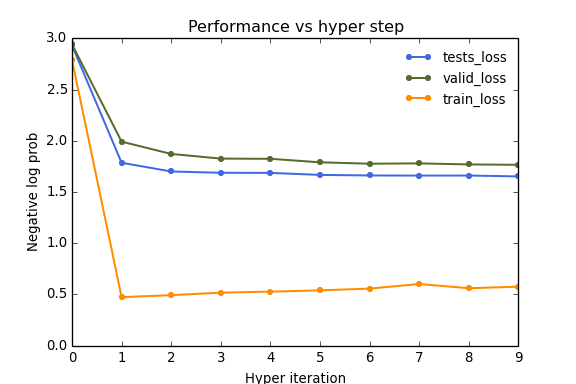 Performance vs hyper step
3.0
2.5
2.0
1.5
1.0
0.5
0.0
Negative log prob
tests_loss
valid_loss
train_loss
0 1 2 3 4 5 6 7 8 9
Hyper iteration